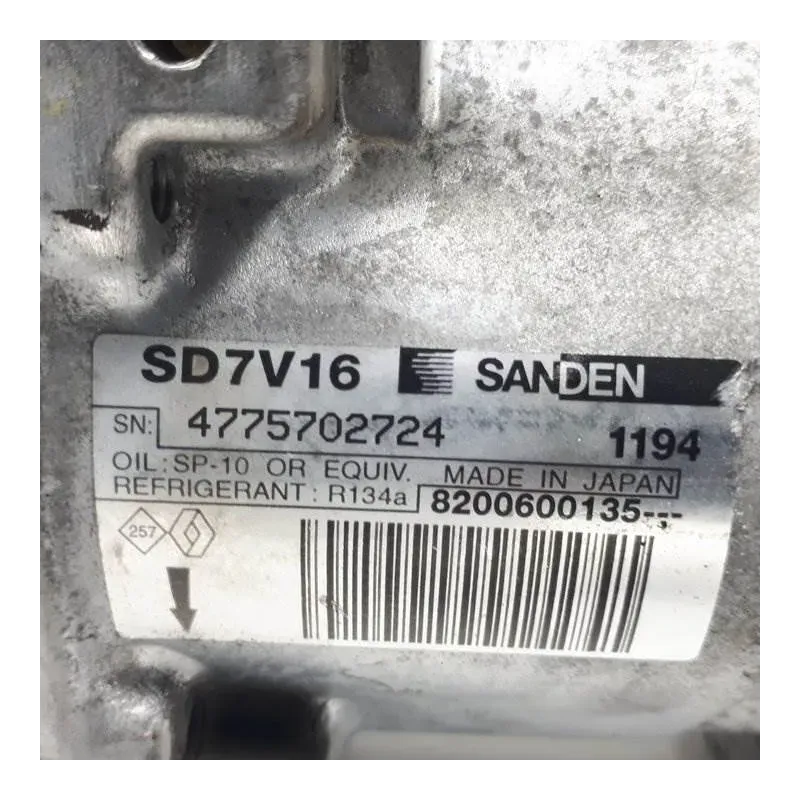 SD7V16 SANDEN
SN: 4775702724 1194
OIL: SP-10 OR EQUIV. MADE IN JAPAN
REFRIGERANT: R134a 8200600135---
257